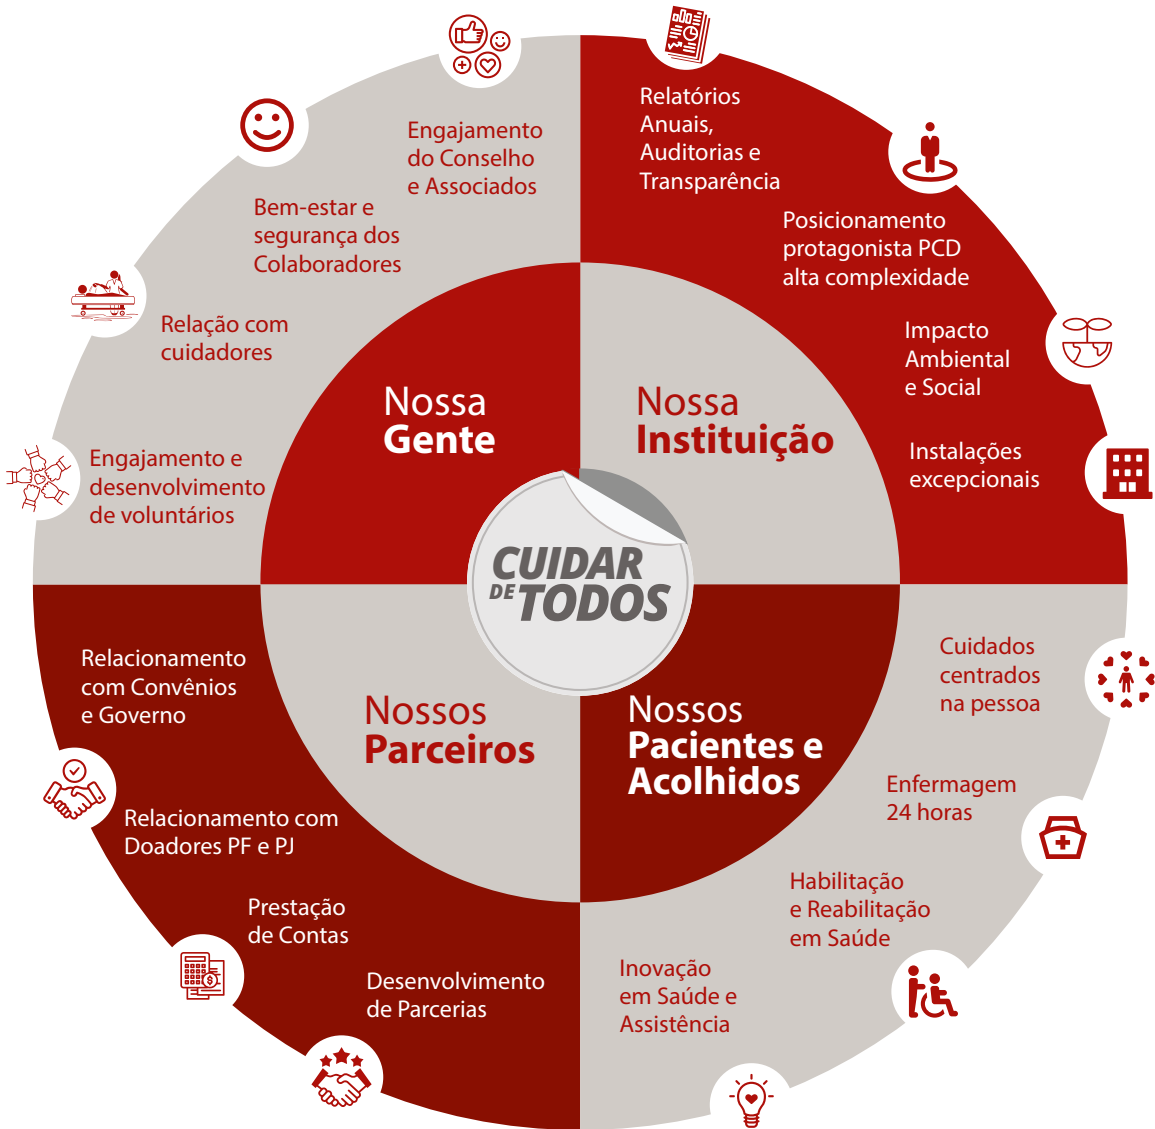 Engajamento
do Conselho
e Associados
Bem-estar e
segurança dos
Colaboradores
Relação com
cuidadores
Engajamento e
desenvolvimento
de voluntários
Relatórios
Anuais,
Auditorias e
Transparência
Posicionamento
protagonista PCD
alta complexidade
Impacto
Ambiental
e Social
Instalações
excepcionais
Nossa
Gente
Nossa
Instituição
CUIDAR
DE TODOS
Nossos
Parceiros
Nossos
Pacientes e
Acolhidos
Relacionamento
com Convênios
e Governo
Relacionamento com
Doadores PF e PJ
Prestação
de Contas
Desenvolvimento
de Parcerias
Cuidados
centrados
na pessoa
Enfermagem
24 horas
Habilitação
e Reabilitação
em Saúde
Inovação
em Saúde e
Assistência